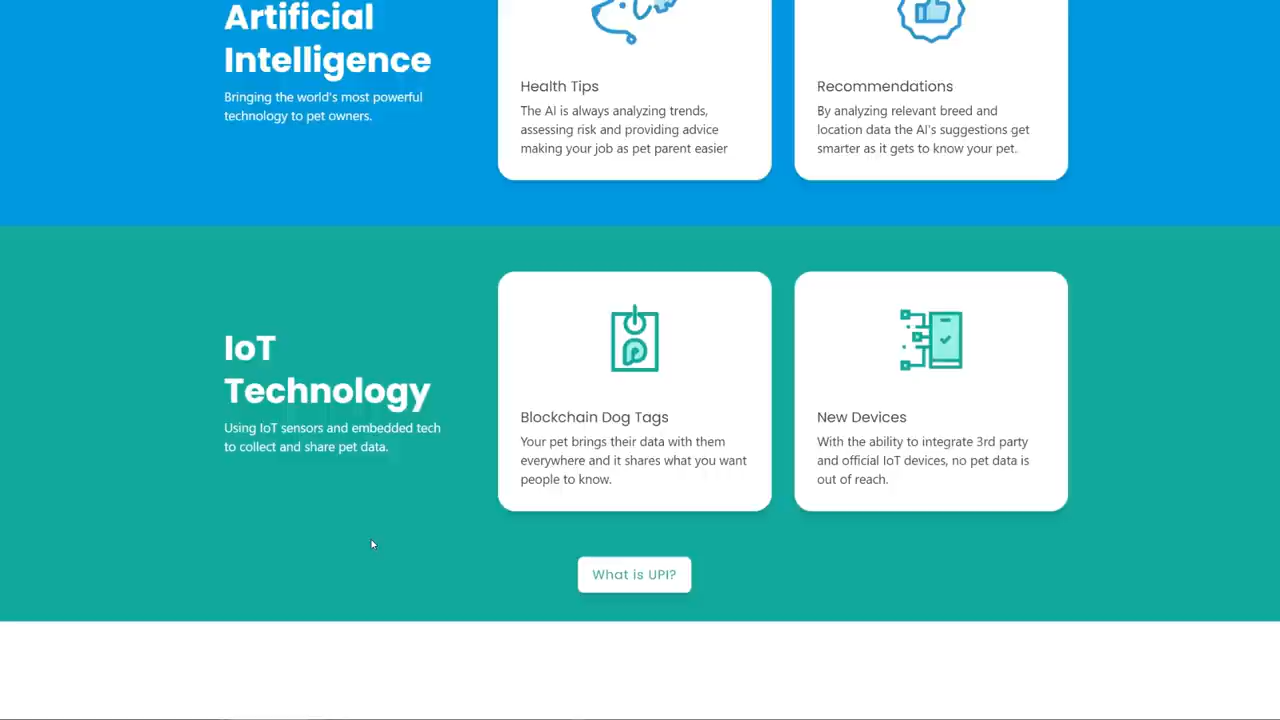 Artificial
Intelligence
Bringing the world's most powerful
technology to pet owners.
Health Tips
The AI is always analyzing trends,
assessing risk and providing advice
making your job as pet parent easier
Recommendations
By analyzing relevant breed and
location data the AI's suggestions get
smarter as it gets to know your pet.
IoT
Technology
Using IoT sensors and embedded tech
to collect and share pet data.
Blockchain Dog Tags
Your pet brings their data with them
everywhere and it shares what you want
people to know.
New Devices
With the ability to integrate 3rd party
and official IoT devices, no pet data is
out of reach.
What is UPI?